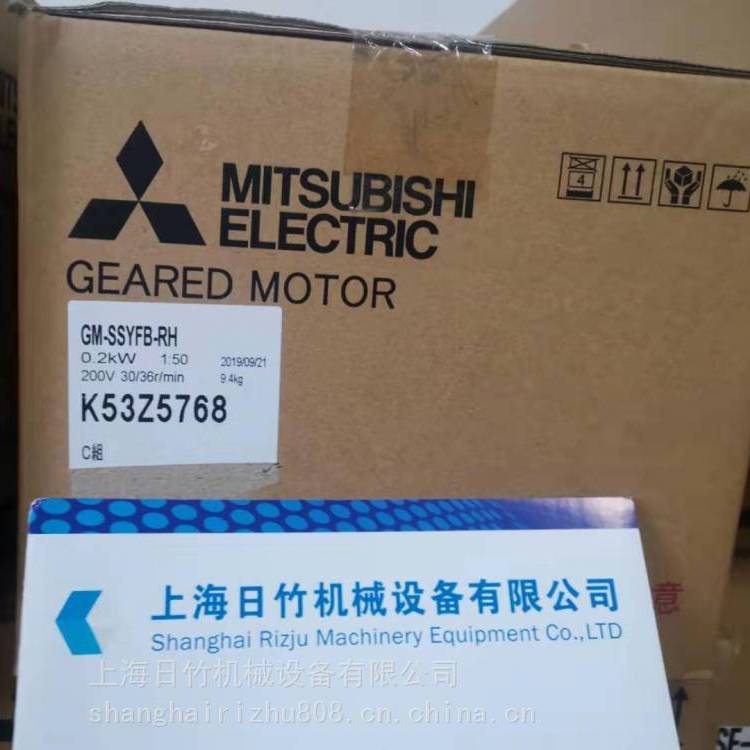 MITSUBISHI
ELECTRIC
GEARED MOTOR
4
GM-SSYFB-RH
0.2kW 1:50 2019/09/21
200V 30/36r/min 9.4kg
K53Z5768
C組
上海日竹机械设备有限公司
Shanghai Rizju Machinery Equipment Co.,LTD
意
上海日竹机械设备有限公司
shanghairizhu808.cn.china.cn